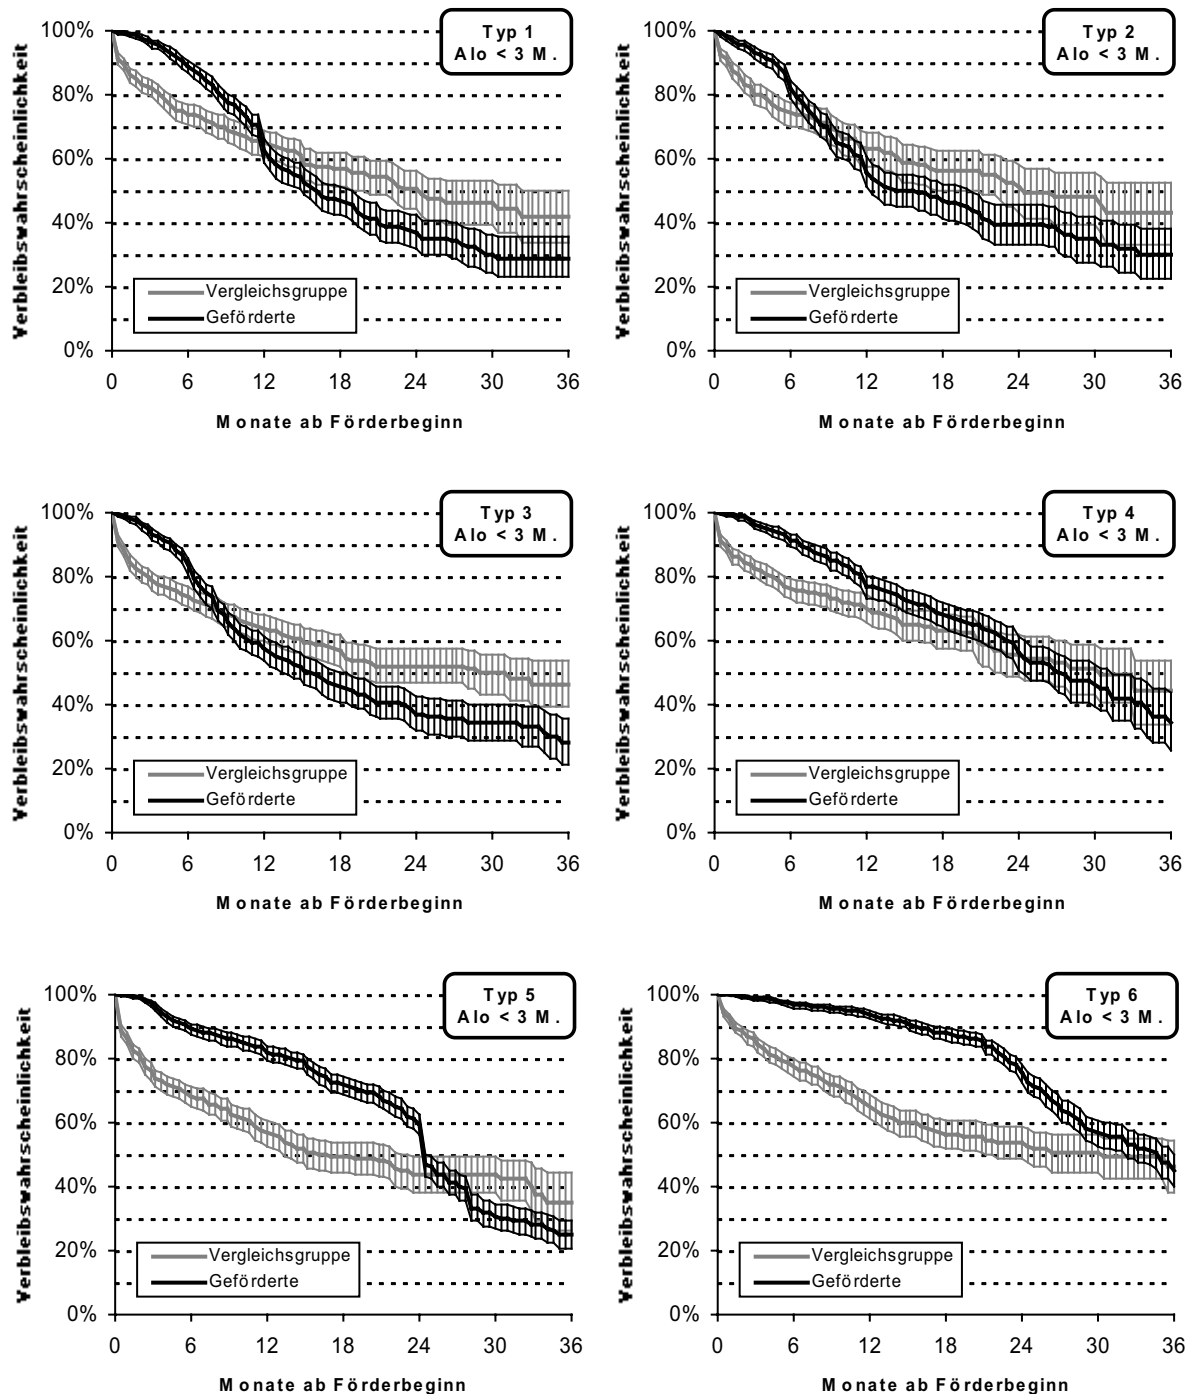 Typ 1
Alo < 3 M.
Verbleibswahrscheinlichkeit
100%
80%
60%
40%
20%
0%
Vergleichsgruppe
Geförderte
0 6 12 18 24 30 36
Monate ab Förderbeginn
Typ 2
Alo < 3 M.
Verbleibswahrscheinlichkeit
100%
80%
60%
40%
20%
0%
Vergleichsgruppe
Geförderte
0 6 12 18 24 30 36
Monate ab Förderbeginn
Typ 3
Alo < 3 M.
Verbleibswahrscheinlichkeit
100%
80%
60%
40%
20%
0%
Vergleichsgruppe
Geförderte
0 6 12 18 24 30 36
Monate ab Förderbeginn
Typ 4
Alo < 3 M.
Verbleibswahrscheinlichkeit
100%
80%
60%
40%
20%
0%
Vergleichsgruppe
Geförderte
0 6 12 18 24 30 36
Monate ab Förderbeginn
Typ 5
Alo < 3 M.
Verbleibswahrscheinlichkeit
100%
80%
60%
40%
20%
0%
Vergleichsgruppe
Geförderte
0 6 12 18 24 30 36
Monate ab Förderbeginn
Typ 6
Alo < 3 M.
Verbleibswahrscheinlichkeit
100%
80%
60%
40%
20%
0%
Vergleichsgruppe
Geförderte
0 6 12 18 24 30 36
Monate ab Förderbeginn